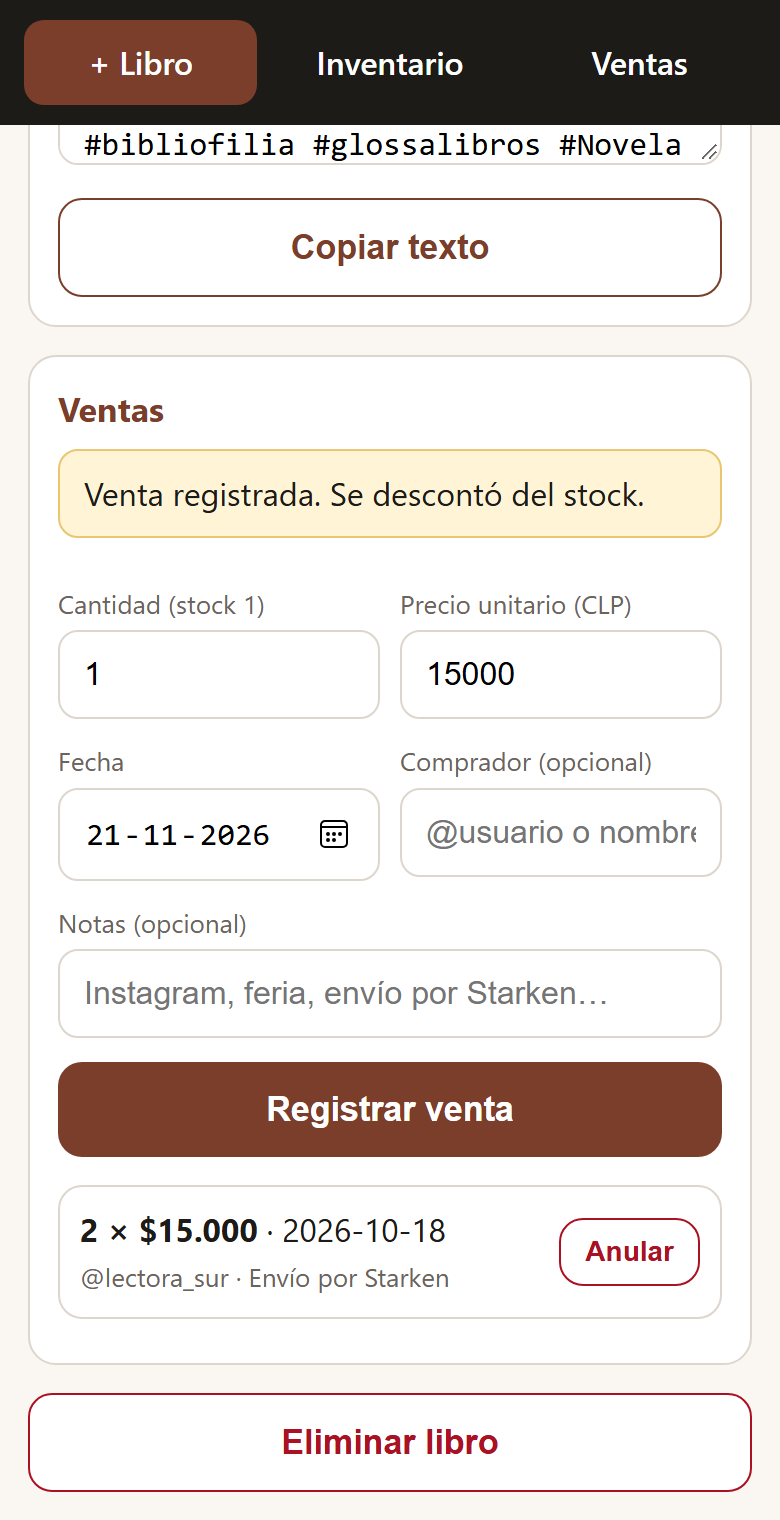 + Libro
Inventario
Ventas
#bibliofilia #glossalibros #Novela
Copiar texto
Ventas
Venta registrada. Se descontó del stock.
Cantidad (stock 1)
Precio unitario (CLP)
1
15000
Fecha
Comprador (opcional)
21-11-2026
@usuario o nombre
Notas (opcional)
Instagram, feria, envío por Starken…
Registrar venta
2 × $15.000 · 2026-10-18
@lectora_sur · Envío por Starken
Anular
Eliminar libro